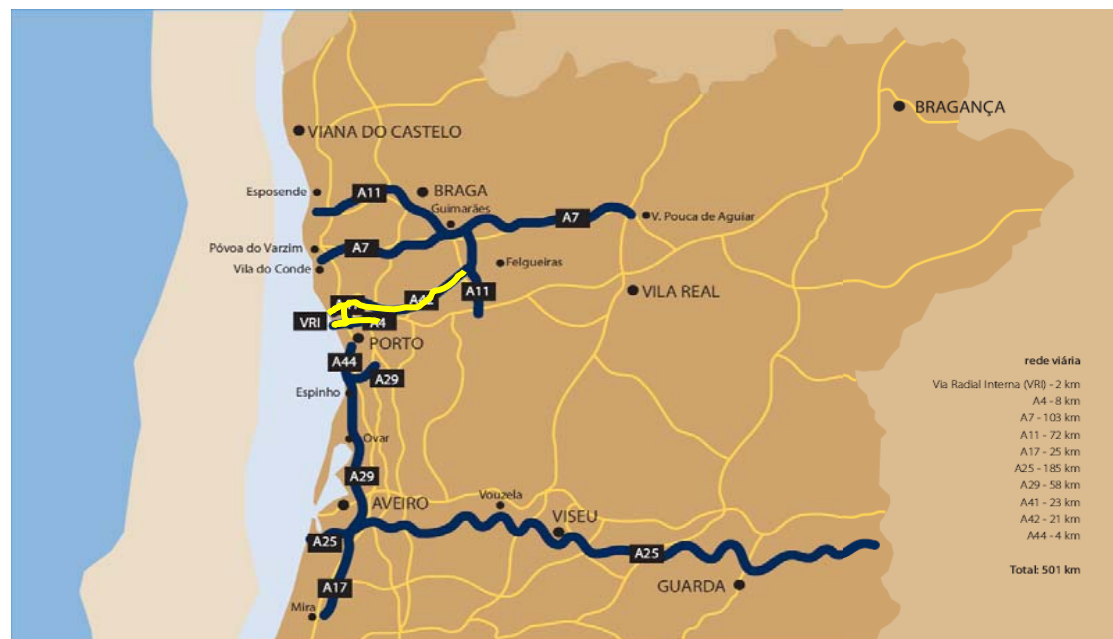 BRAGANÇA
VIANA DO CASTELO
Esposende
A11
BRAGA
Guimarães
A7
V. Pouca de Aguiar
Póvoa do Varzim
A7
Vila do Conde
Felgueiras
A11
VILA REAL
VRI
A4
PORTO
A44
A29
Espinho
Ovar
A29
AVEIRO
Vouzela
VISEU
A25
A25
GUARDA
A17
Mira
rede viária
Via Radial Interna (VRI) - 2 km
A4 - 8 km
A7 - 103 km
A11 - 72 km
A17 - 25 km
A25 - 185 km
A29 - 58 km
A41 - 23 km
A42 - 21 km
A44 - 4 km
Total: 501 km